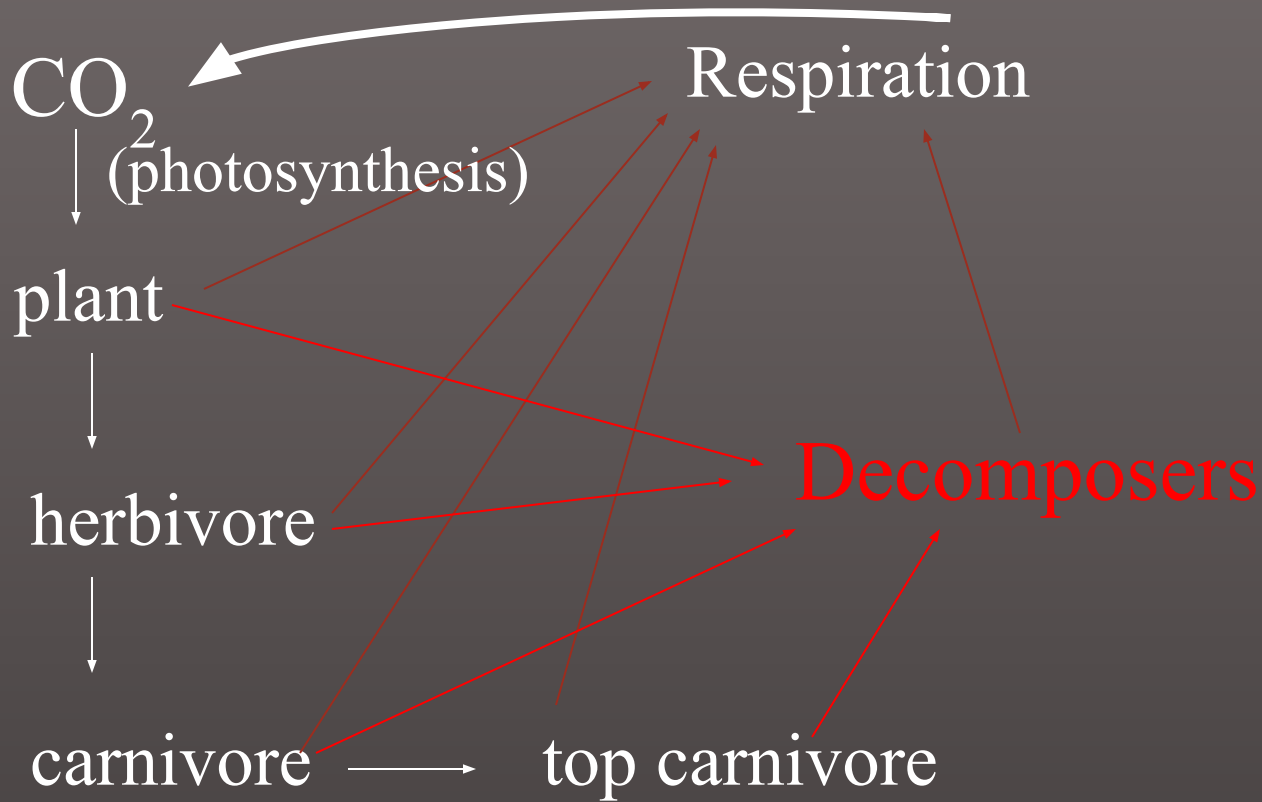 CO₂
Respiration
(photosynthesis)
plant
Decomposers
herbivore
carnivore
top carnivore